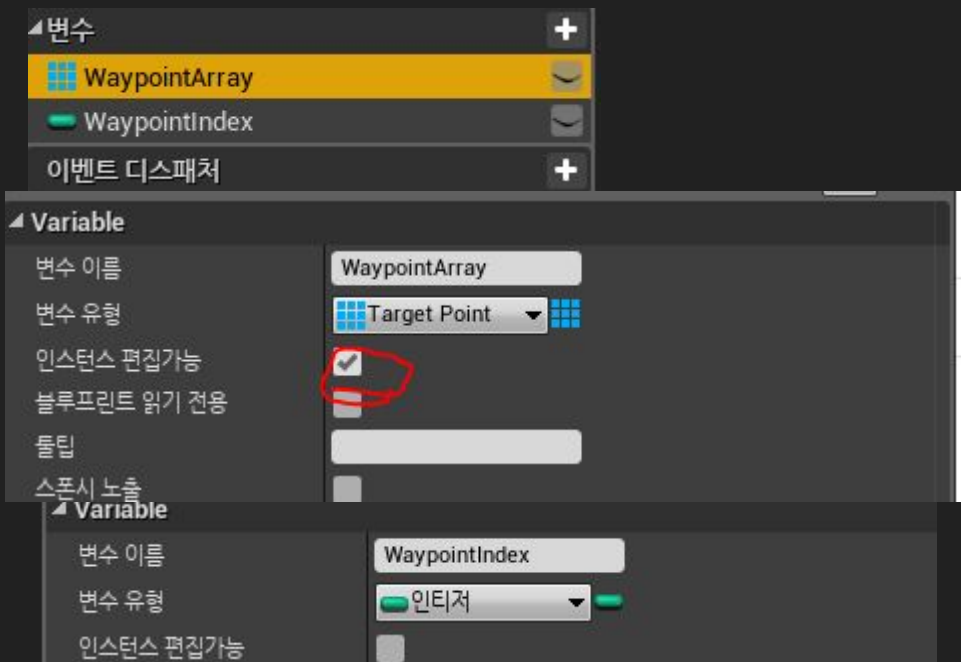 변수
WaypointArray
WaypointIndex
이벤트 디스패처
Variable
변수 이름 WaypointArray
변수 유형 Target Point
인스턴스 편집가능
블루프린트 읽기 전용
툴팁
스폰시 노출
Variable
변수 이름 WaypointIndex
변수 유형 인티저
인스턴스 편집가능